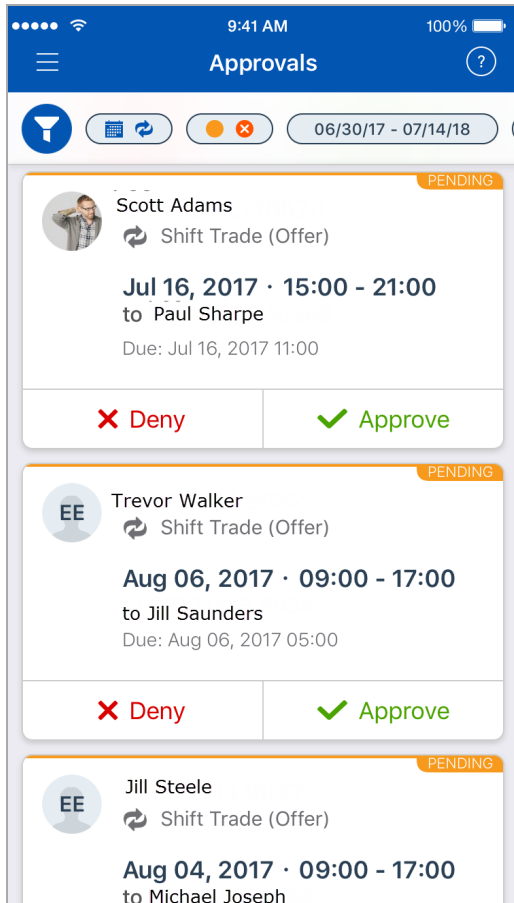 9:41 AM
100%
Approvals
?
06/30/17 - 07/14/18
PENDING
Scott Adams
Shift Trade (Offer)
Jul 16, 2017 · 15:00 - 21:00
to Paul Sharpe
Due: Jul 16, 2017 11:00
Deny
Approve
PENDING
EE
Trevor Walker
Shift Trade (Offer)
Aug 06, 2017 · 09:00 - 17:00
to Jill Saunders
Due: Aug 06, 2017 05:00
Deny
Approve
PENDING
EE
Jill Steele
Shift Trade (Offer)
Aug 04, 2017 · 09:00 - 17:00
to Michael Joseph